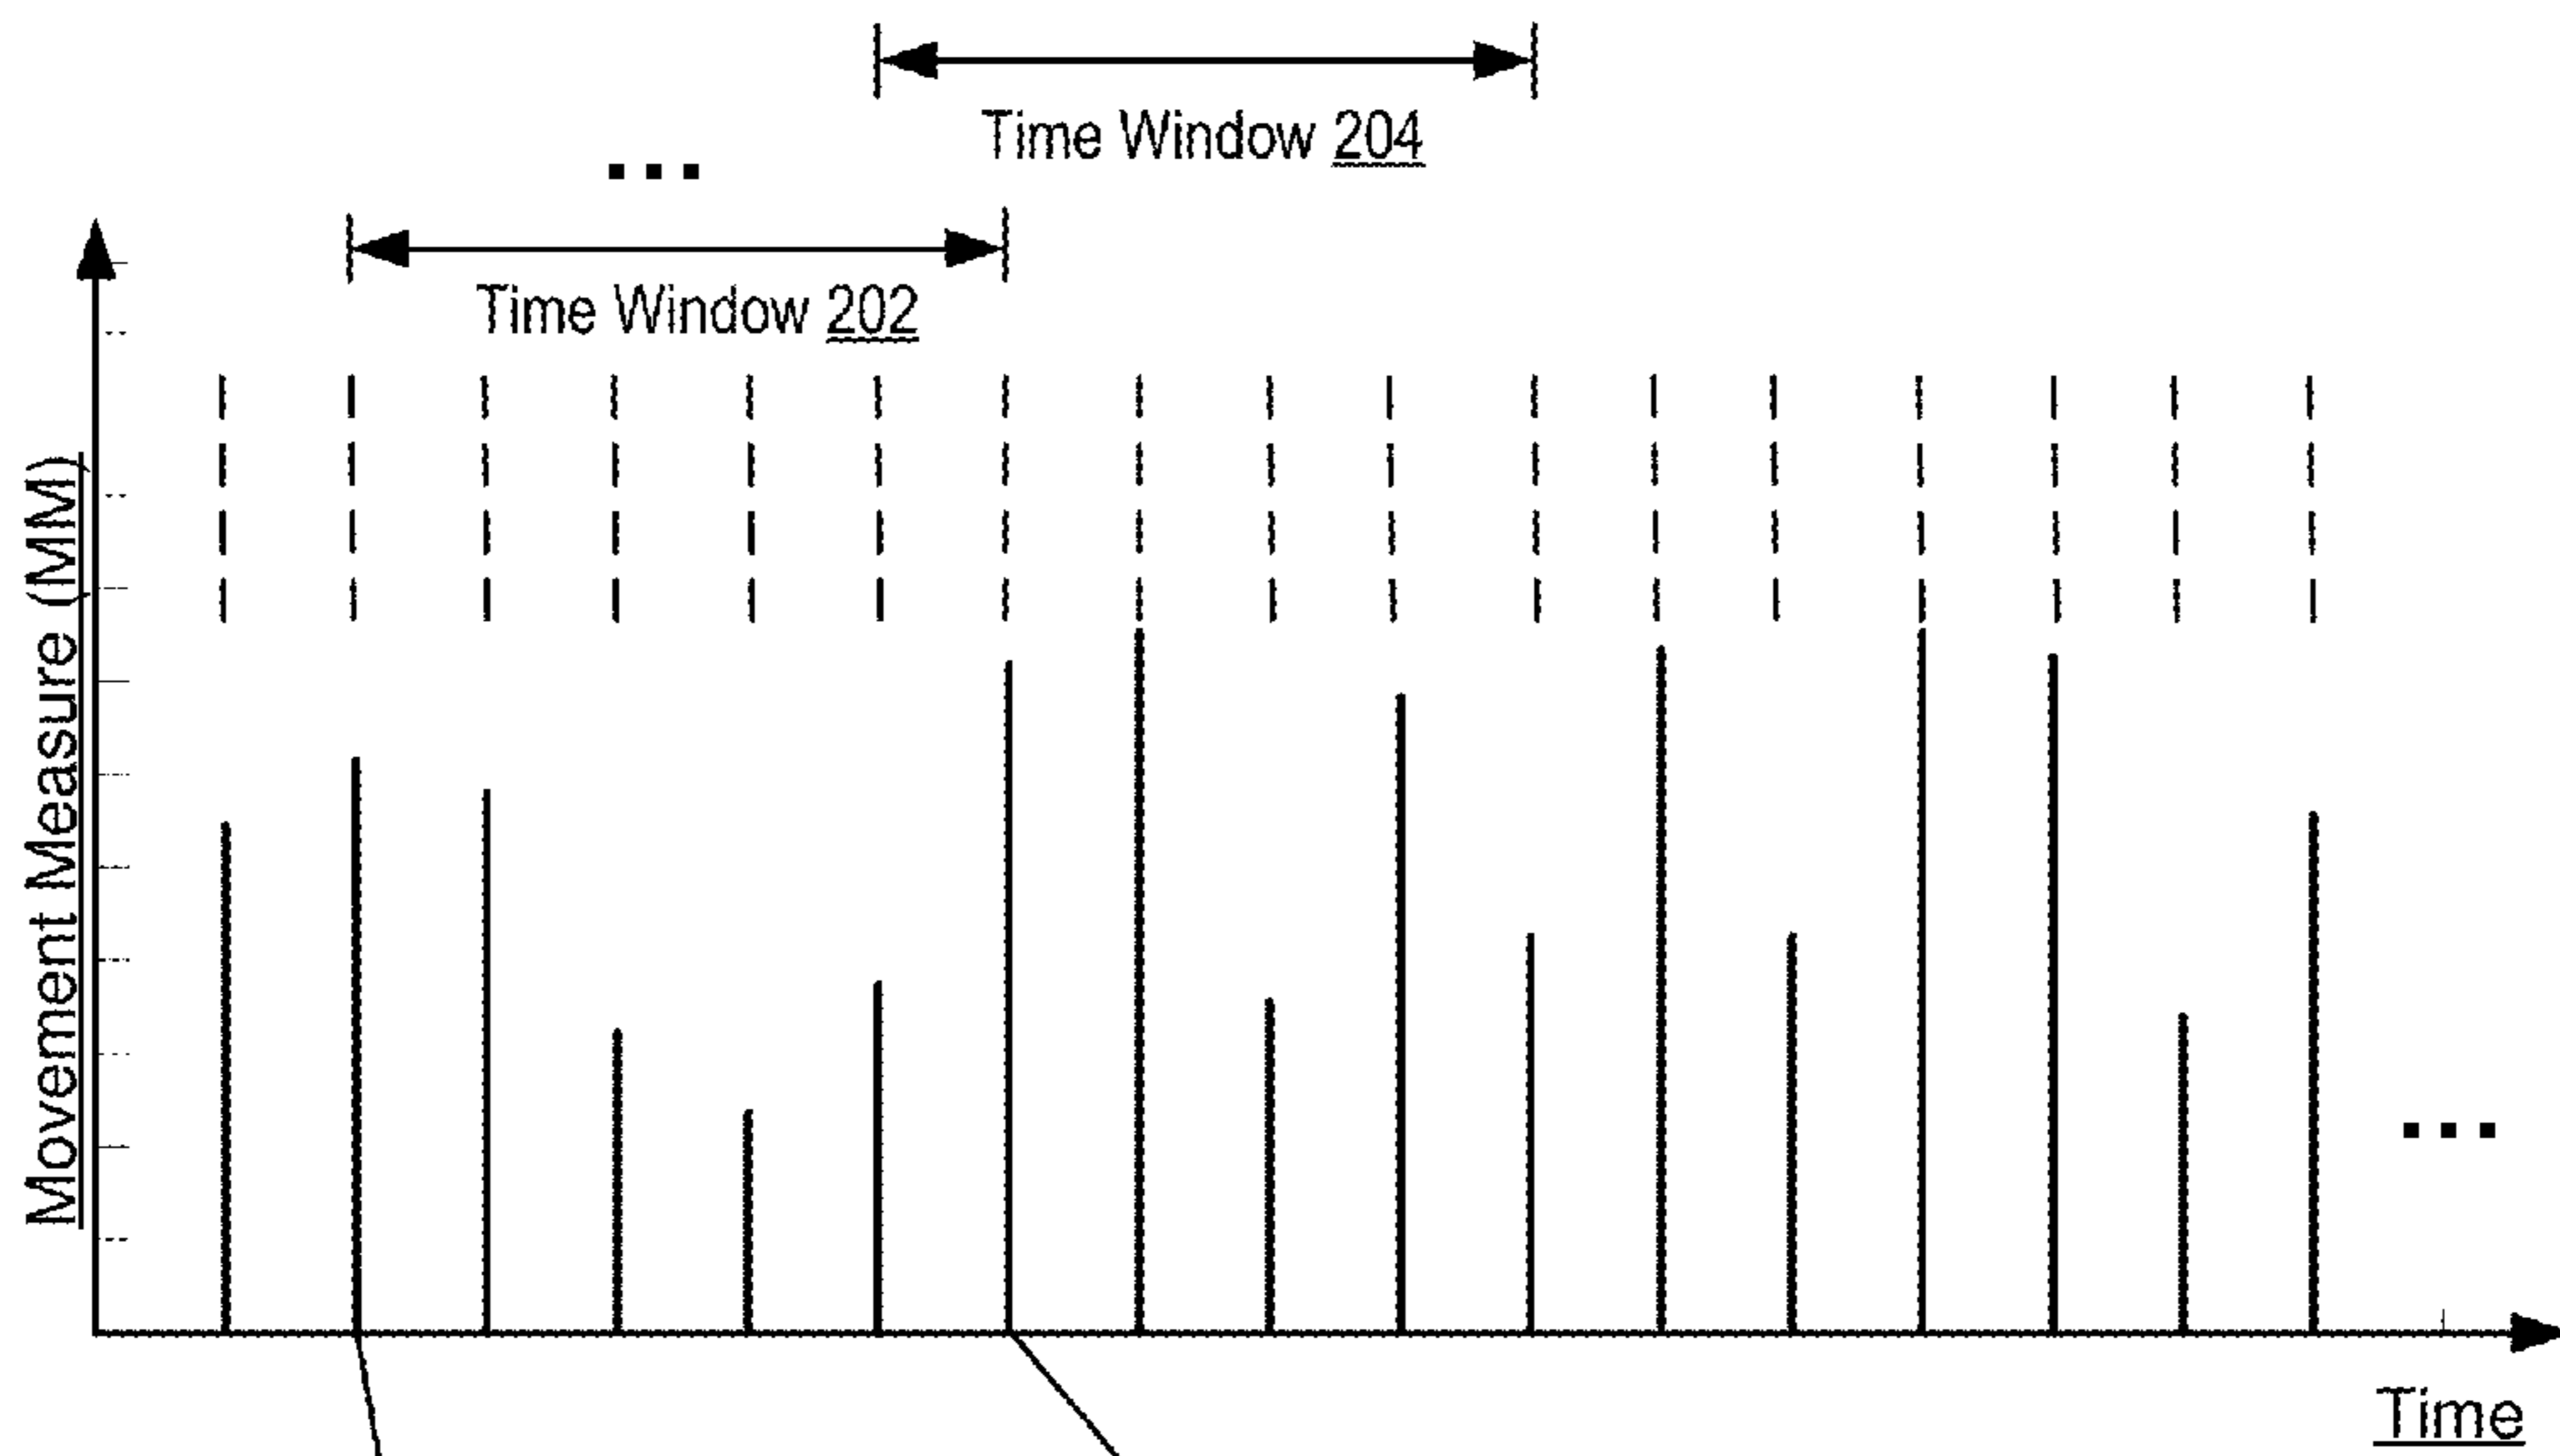 Time Window 204
...
Time Window 202
Movement Measure (MM)
...
Time